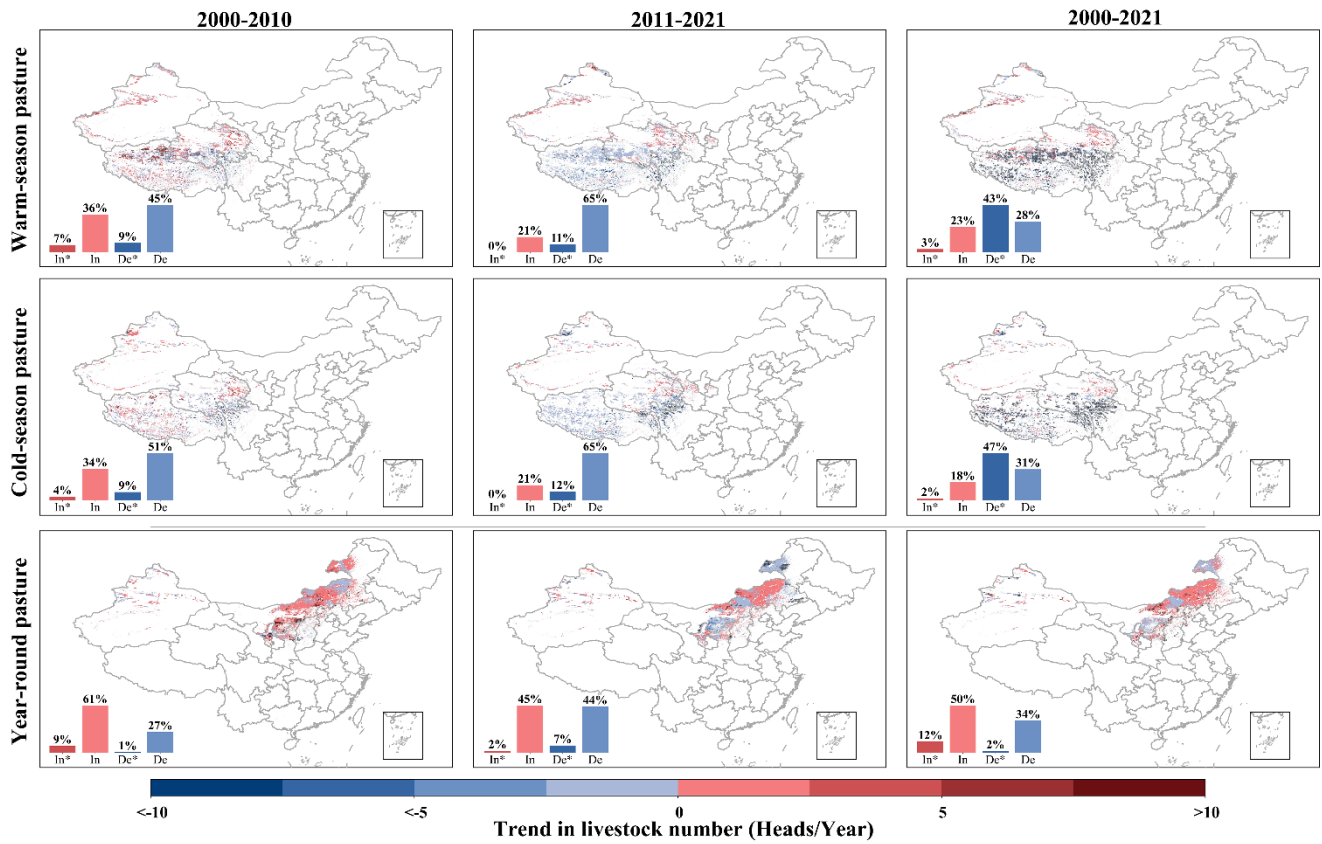 2000-2010 2011-2021 2000-2021
Warm-season pasture
7% 36% 9% 45%
In* In De* De
0% 21% 11% 65%
In* In De* De
3% 23% 43% 28%
In* In De* De
Cold-season pasture
4% 34% 9% 51%
In* In De* De
0% 21% 12% 65%
In* In De* De
2% 18% 47% 31%
In* In De* De
Year-round pasture
9% 61% 1% 27%
In* In De* De
2% 45% 7% 44%
In* In De* De
12% 50% 2% 34%
In* In De* De
<-10 <-5 0 5 >10
Trend in livestock number (Heads/Year)